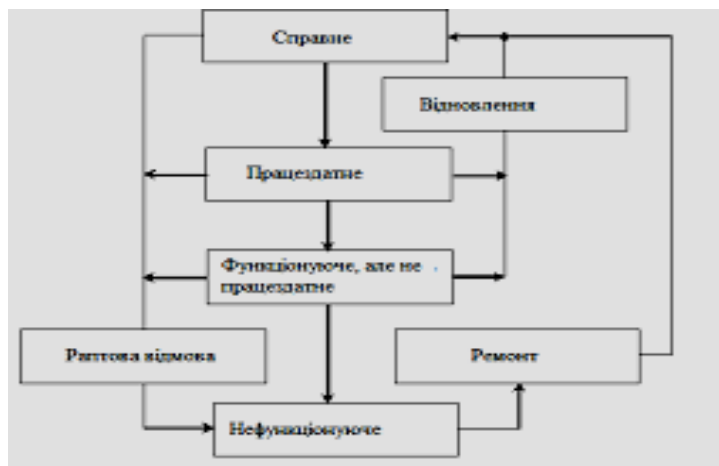 Справне
Відновлення
Працездатне
Функціонуюче, але не
працездатне
Раптова відмова
Ремонт
Нефункціонуюче